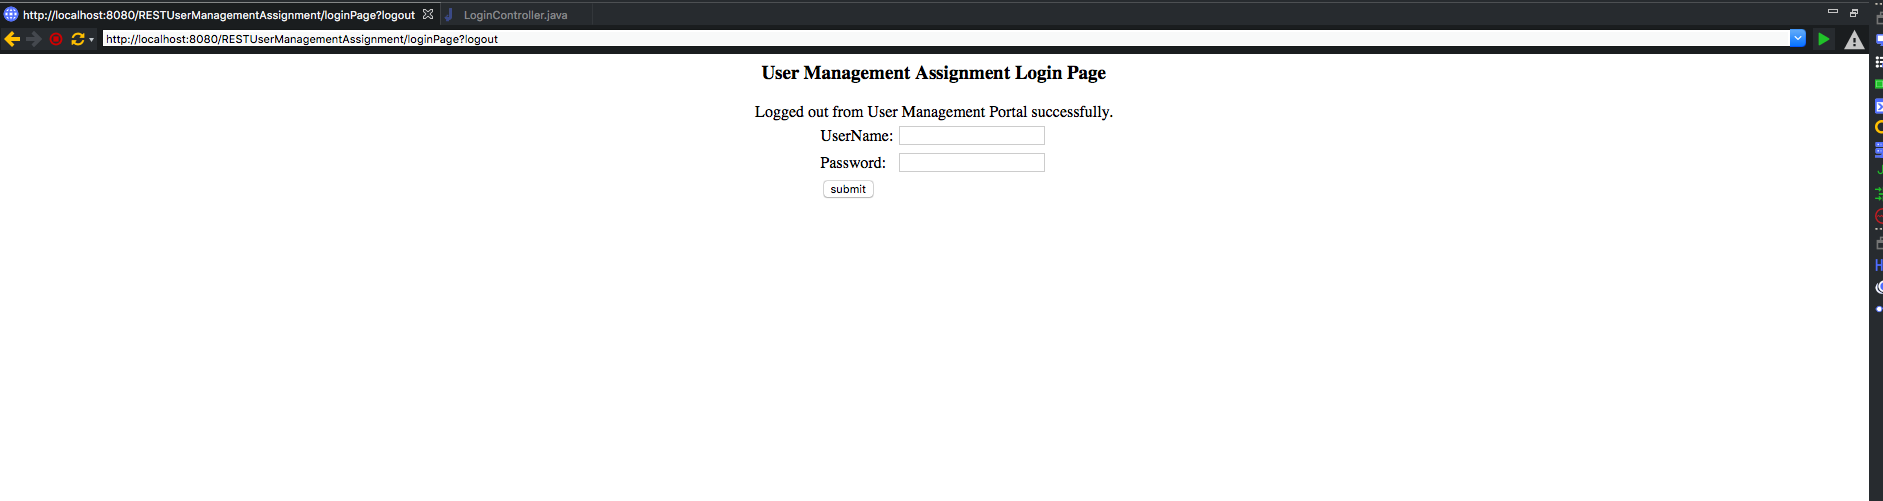 http://localhost:8080/RESTUserManagementAssignment/loginPage?logout
LoginController.java
http://localhost:8080/RESTUserManagementAssignment/loginPage?logout
User Management Assignment Login Page
Logged out from User Management Portal successfully.
UserName:
Password:
submit